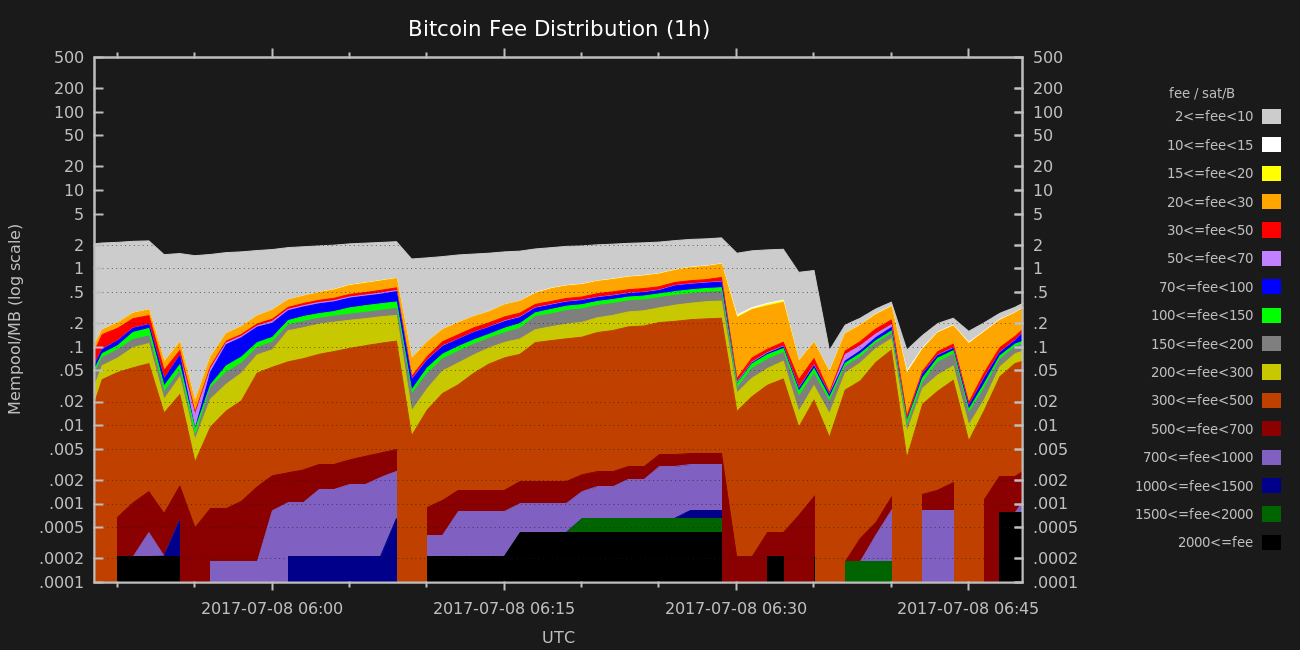 Bitcoin Fee Distribution (1h)
500
200
100
50
20
10
5
2
1
.5
.2
.1
.05
.02
.01
.005
.002
.001
.0005
.0002
.0001
Mempool/MB (log scale)
500
200
100
50
20
10
5
2
1
.5
.2
.1
.05
.02
.01
.005
.002
.001
.0005
.0002
.0001
2017-07-08 06:00 2017-07-08 06:15 2017-07-08 06:30 2017-07-08 06:45
UTC
fee / sat/B
2<=fee<10
10<=fee<15
15<=fee<20
20<=fee<30
30<=fee<50
50<=fee<70
70<=fee<100
100<=fee<150
150<=fee<200
200<=fee<300
300<=fee<500
500<=fee<700
700<=fee<1000
1000<=fee<1500
1500<=fee<2000
2000<=fee